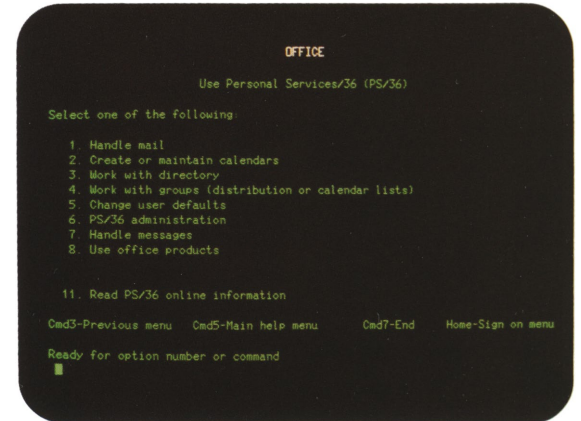 OFFICE
Use Personal Services/36 (PS/36)
Select one of the following:
1. Handle mail
2. Create or maintain calendars
3. Work with directory
4. Work with groups (distribution or calendar lists)
5. Change user defaults
6. PS/36 administration
7. Handle messages
8. Use office products
11. Read PS/36 online information
Cmd3-Previous menu Cmd5-Main help menu Cmd7-End Home-Sign on menu
Ready for option number or command